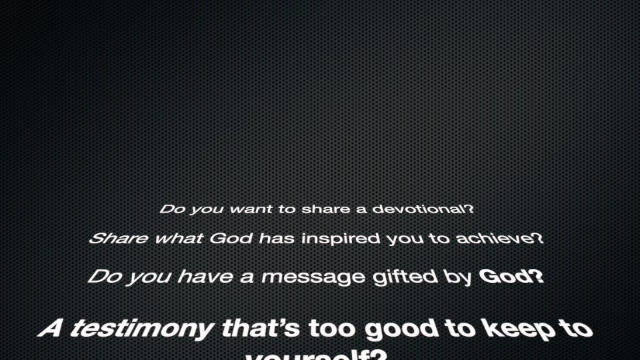 Do you want to share a devotional?
Share what God has inspired you to achieve?
Do you have a message gifted by God?
A testimony that's too good to keep to
yourself?